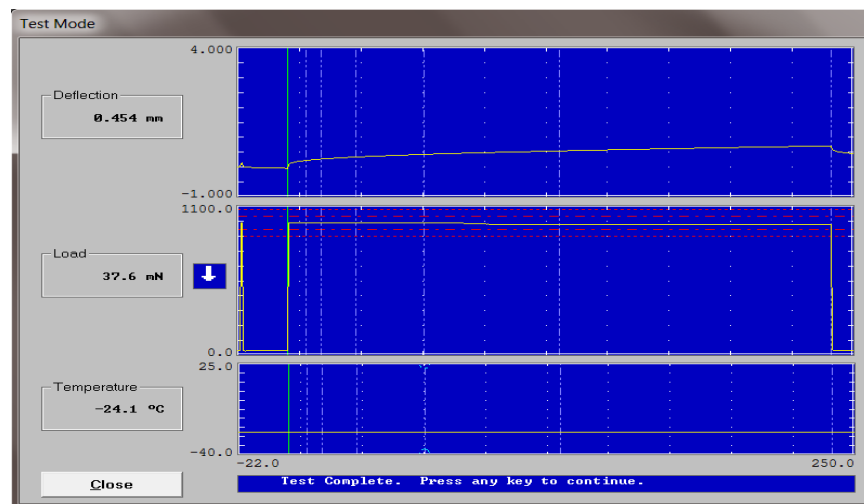 Test Mode
4.000
Deflection
0.454 mm
-1.000
1100.0
Load
37.6 mN
0.0
25.0
Temperature
-24.1 ºC
-40.0
-22.0
250.0
Close
Test Complete.  Press any key to continue.